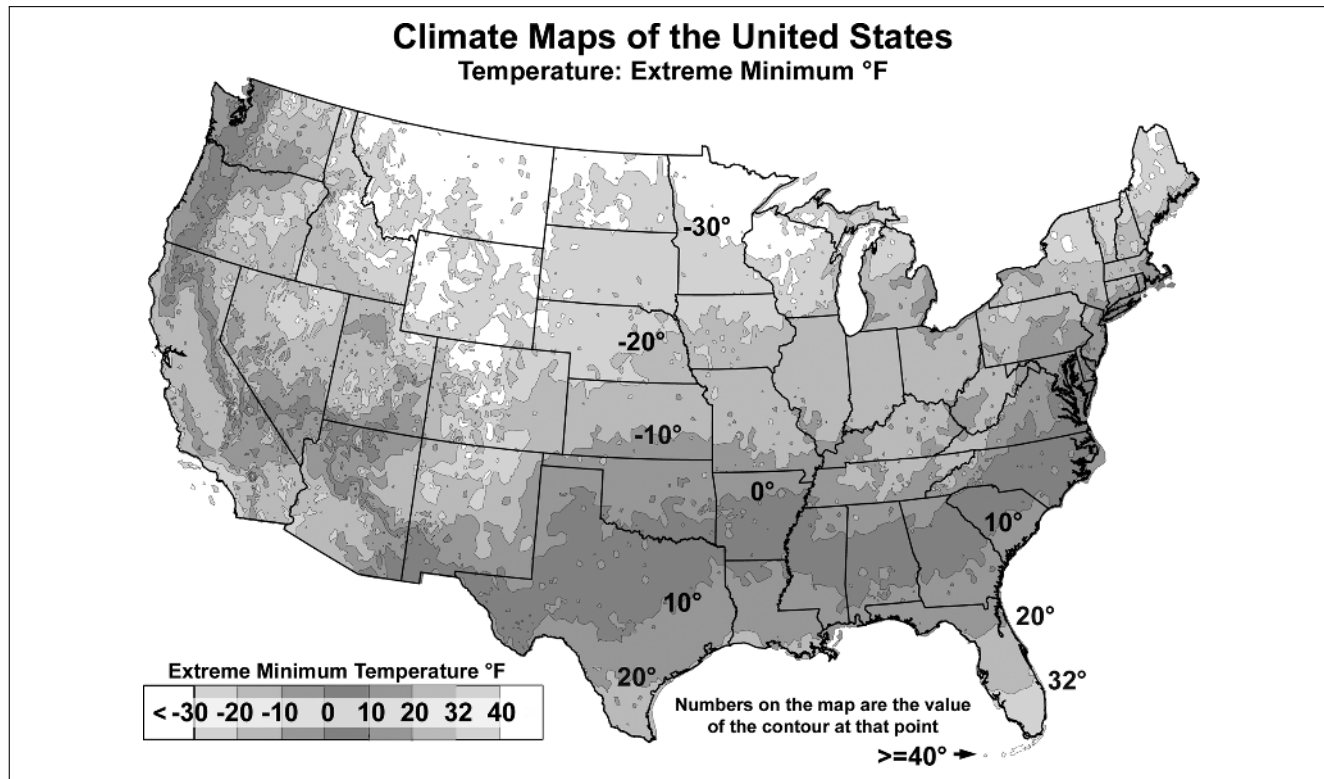 Climate Maps of the United States
Temperature: Extreme Minimum °F
-30°
-20°
-10°
0°
10°
10°
20°
20°
32°
Extreme Minimum Temperature °F
< -30 -20 -10 0 10 20 32 40
Numbers on the map are the value
of the contour at that point
>=40°